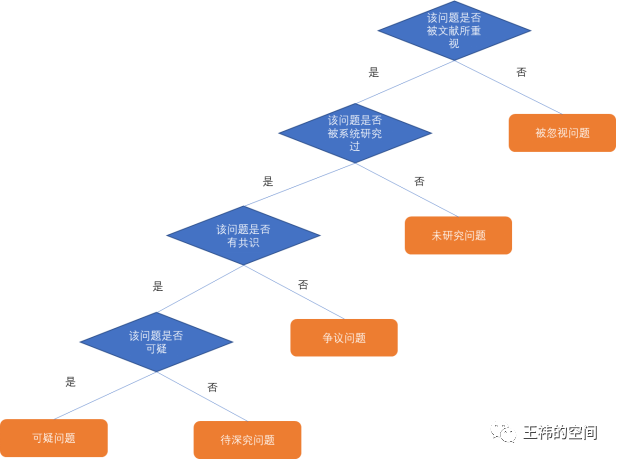 该问题是否
被文献所重
视
是
否
该问题是否
被系统研究
过
被忽视问题
是
否
该问题是否
有共识
未研究问题
是
否
该问题是否
可疑
争议问题
是
否
可疑问题
待深究问题
王祎的空间